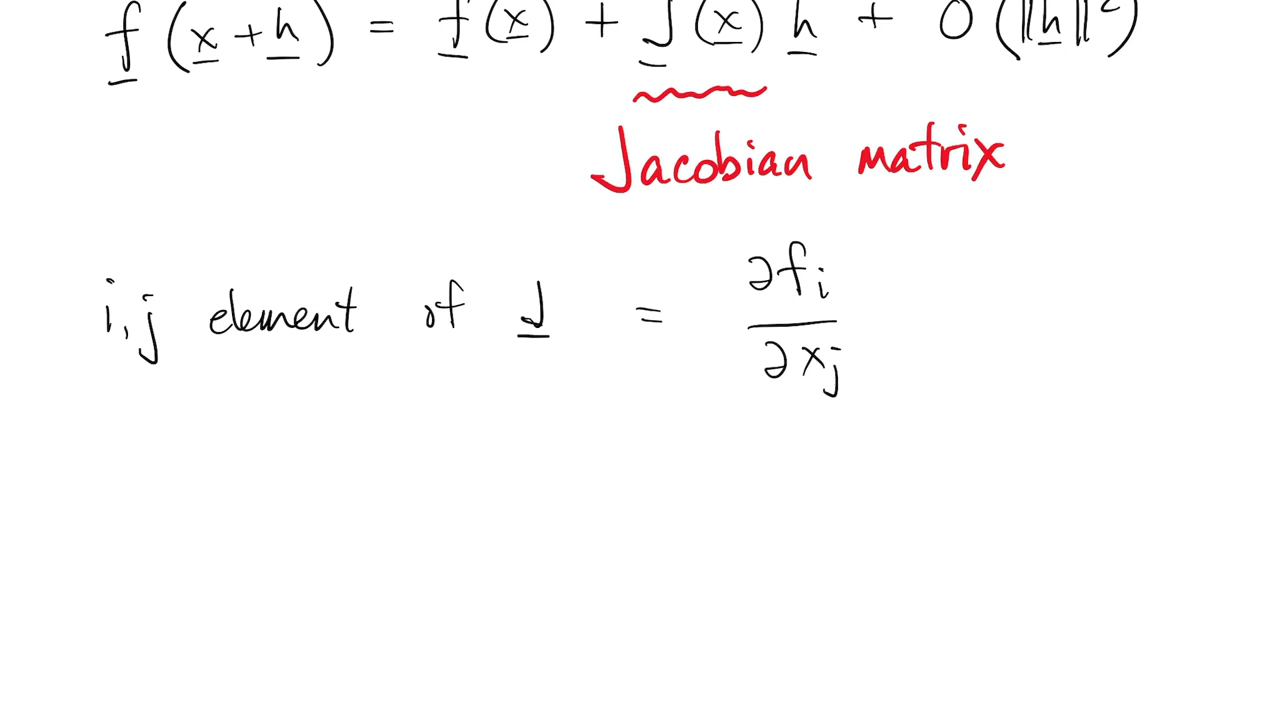 f(x+h) = f(x) + J(x) h + O(‖h‖²)
Jacobian matrix
i,j element of J = ∂fi / ∂xj